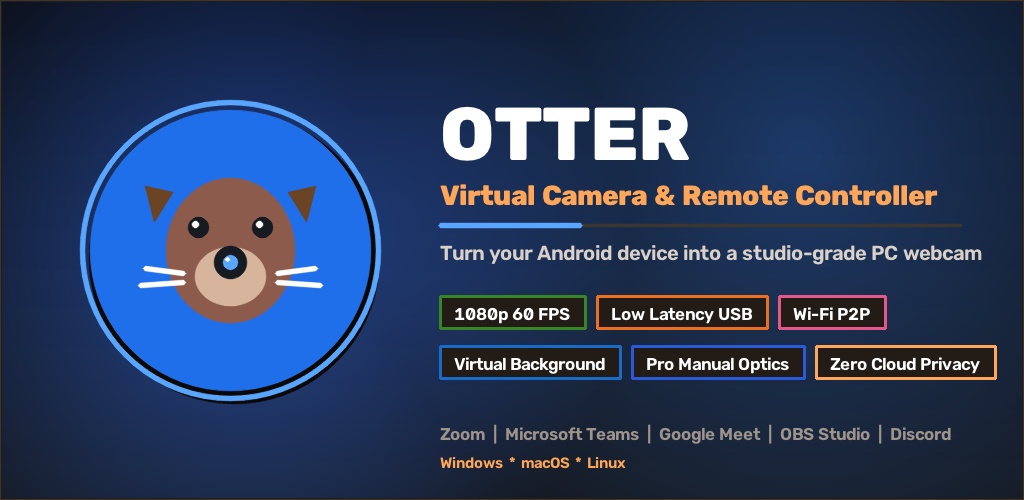 OTTER
Virtual Camera & Remote Controller
Turn your Android device into a studio-grade PC webcam
1080p 60 FPS Low Latency USB Wi-Fi P2P
Virtual Background Pro Manual Optics Zero Cloud Privacy
Zoom | Microsoft Teams | Google Meet | OBS Studio | Discord
Windows * macOS * Linux